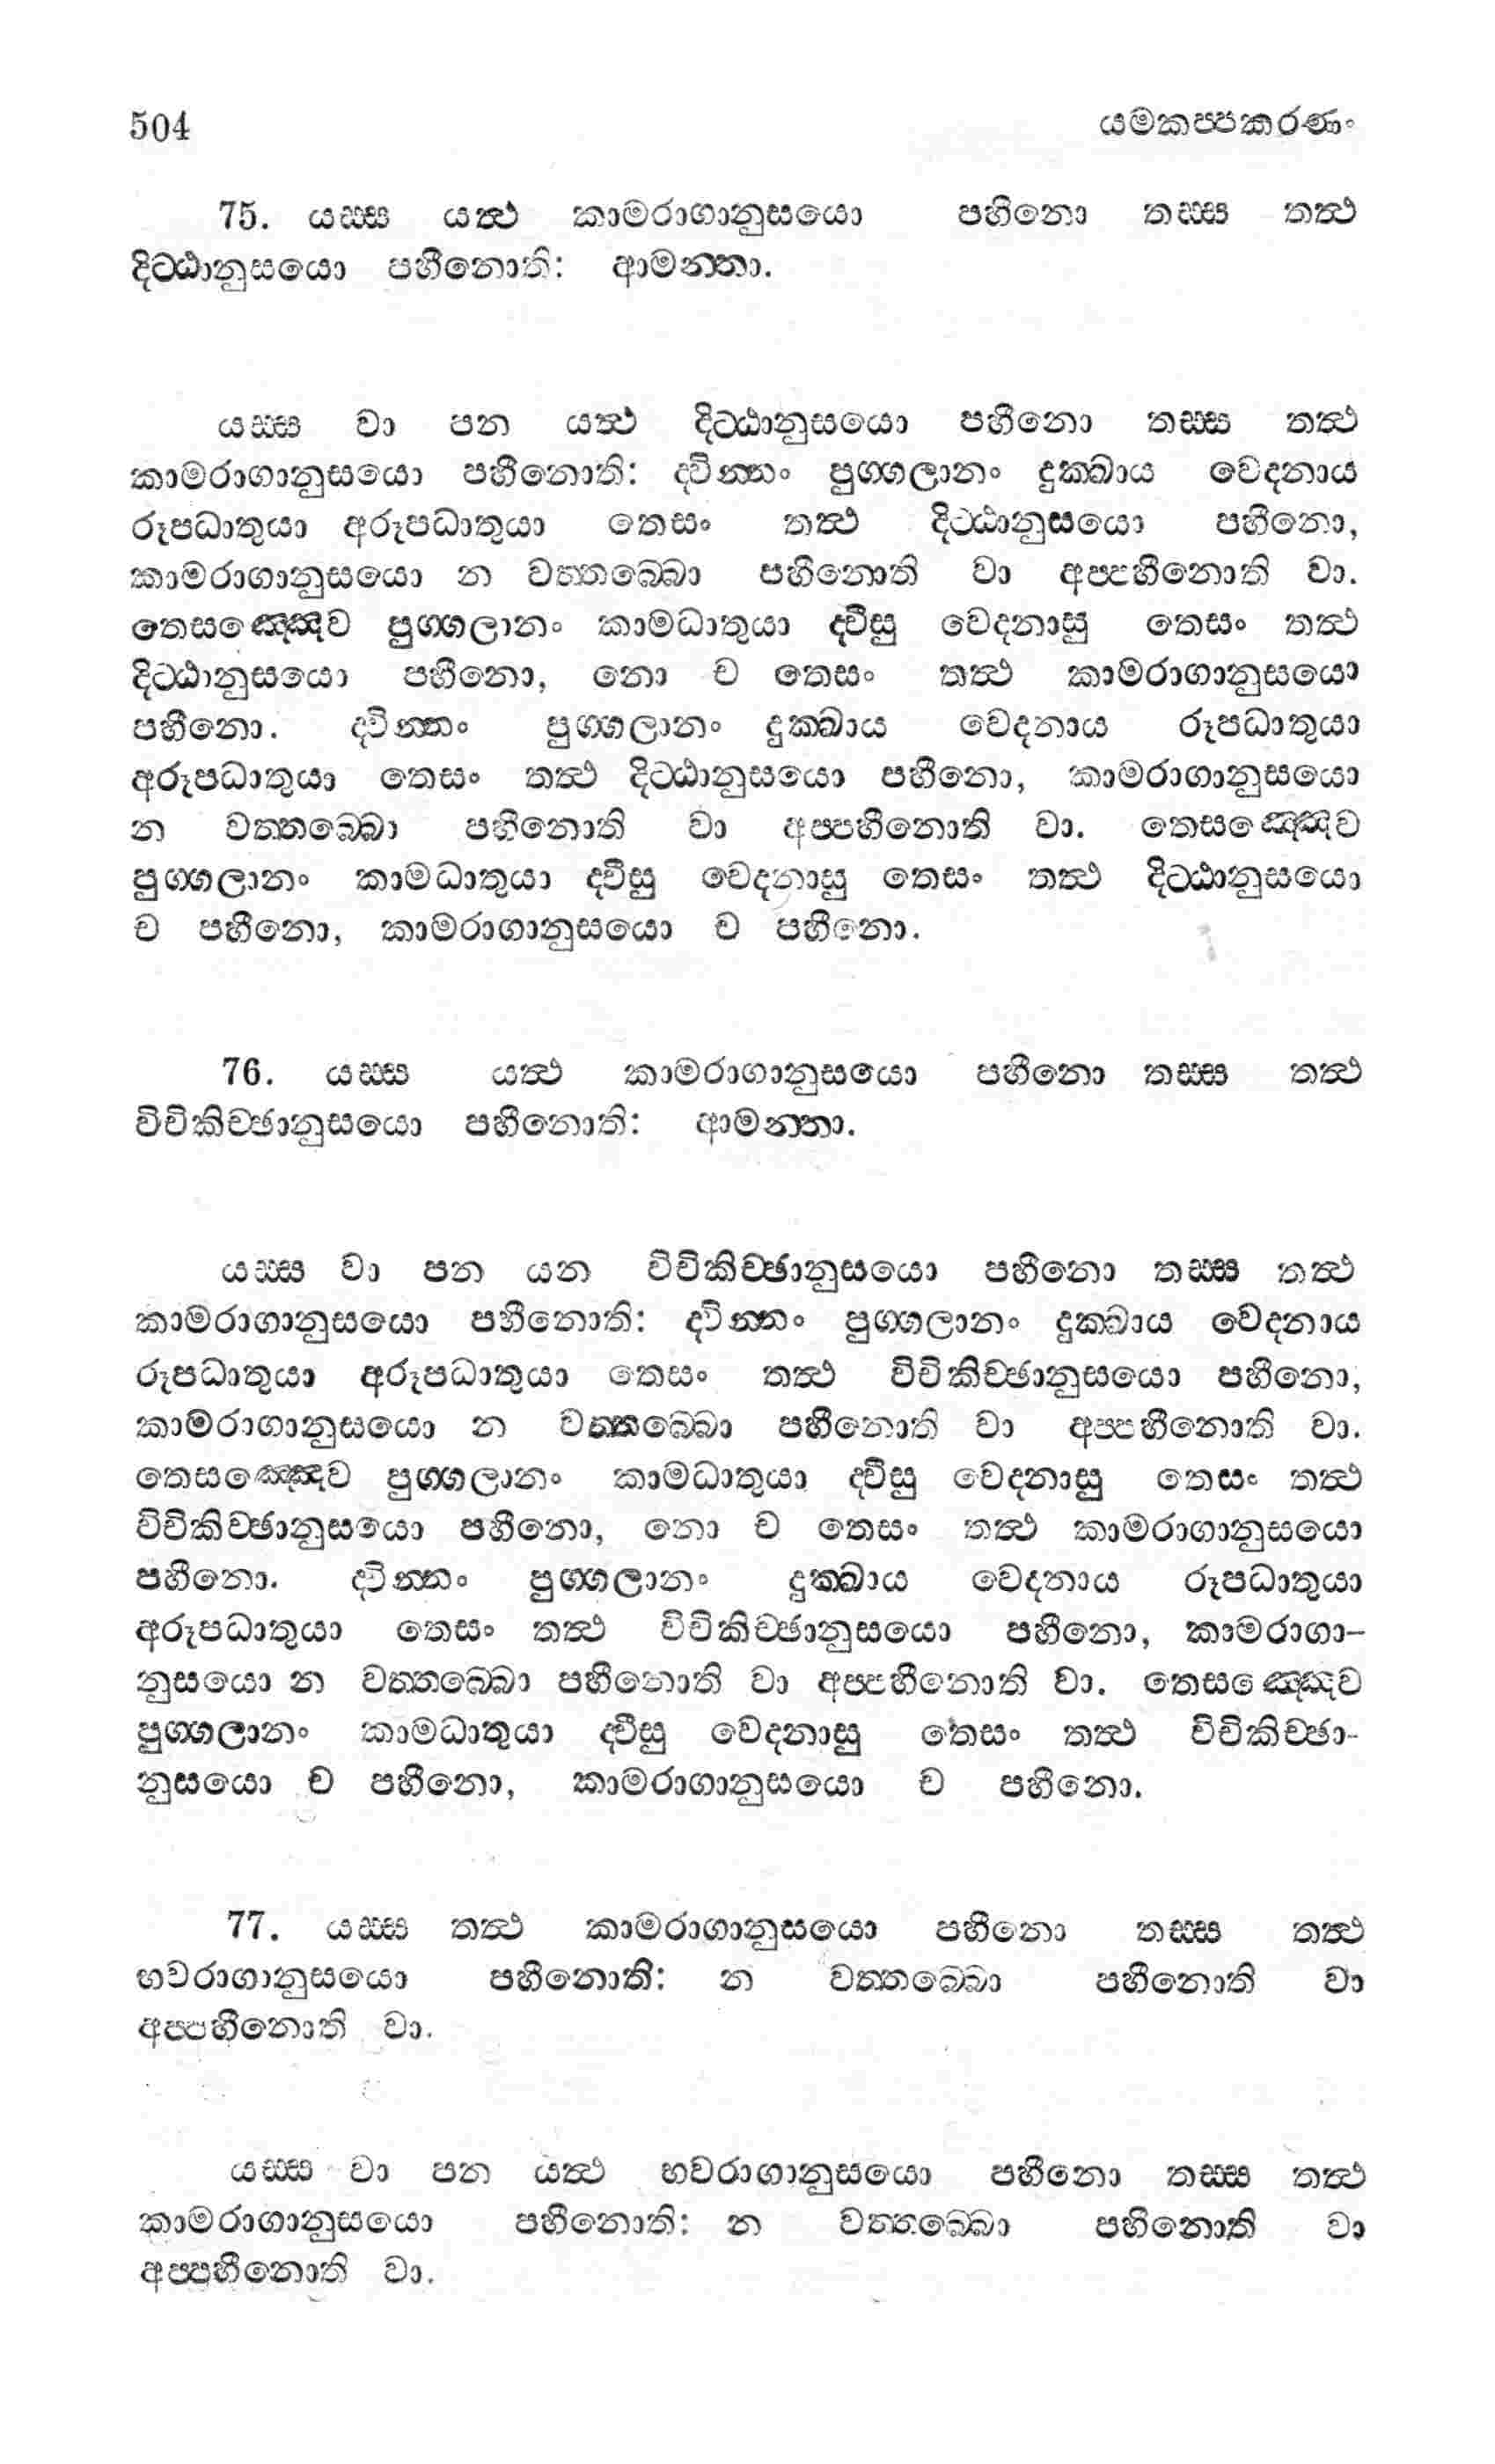 504 යමකප්පකරණං
75. යස්ස යත්ථ කාමරාගානුසයො පහීනො තස්ස තත්ථ
දිට්ඨානුසයො පහීනොති: ආමන්තා.
යස්ස වා පන යත්ථ දිට්ඨානුසයො පහීනො තස්ස තත්ථ
කාමරාගානුසයො පහීනොති: ද්වින්නං පුග්ගලානං දුක්ඛාය වෙදනාය
රූපධාතුයා අරූපධාතුයා තෙසං තත්ථ දිට්ඨානුසයො පහීනො,
කාමරාගානුසයො න වත්තබ්බො පහීනොති වා අප්පහීනොති වා.
තෙසඤ්ඤෙව පුග්ගලානං කාමධාතුයා ද්වීසු වෙදනාසු තෙසං තත්ථ
දිට්ඨානුසයො පහීනො, නො ච තෙසං තත්ථ කාමරාගානුසයො
පහීනො. ද්වින්නං පුග්ගලානං දුක්ඛාය වෙදනාය රූපධාතුයා
අරූපධාතුයා තෙසං තත්ථ දිට්ඨානුසයො පහීනො, කාමරාගානුසයො
න වත්තබ්බො පහීනොති වා අප්පහීනොති වා. තෙසඤ්ඤෙව
පුග්ගලානං කාමධාතුයා ද්වීසු වෙදනාසු තෙසං තත්ථ දිට්ඨානුසයො
ච පහීනො, කාමරාගානුසයො ච පහීනො.
76. යස්ස යත්ථ කාමරාගානුසයො පහීනො තස්ස තත්ථ
විචිකිච්ඡානුසයො පහීනොති: ආමන්තා.
යස්ස වා පන යන විචිකිච්ඡානුසයො පහීනො තස්ස තත්ථ
කාමරාගානුසයො පහීනොති: ද්වින්නං පුග්ගලානං දුක්ඛාය වෙදනාය
රූපධාතුයා අරූපධාතුයා තෙසං තත්ථ විචිකිච්ඡානුසයො පහීනො,
කාමරාගානුසයො න වත්තබ්බො පහීනොති වා අප්පහීනොති වා.
තෙසඤ්ඤෙව පුග්ගලානං කාමධාතුයා ද්වීසු වෙදනාසු තෙසං තත්ථ
විචිකිච්ඡානුසයො පහීනො, නො ච තෙසං තත්ථ කාමරාගානුසයො
පහීනො. ද්වින්නං පුග්ගලානං දුක්ඛාය වෙදනාය රූපධාතුයා
අරූපධාතුයා තෙසං තත්ථ විචිකිච්ඡානුසයො පහීනො, කාමරාගා-
නුසයො න වත්තබ්බො පහීනොති වා අප්පහීනොති වා. තෙසඤ්ඤෙව
පුග්ගලානං කාමධාතුයා ද්වීසු වෙදනාසු තෙසං තත්ථ විචිකිච්ඡා-
නුසයො ච පහීනො, කාමරාගානුසයො ච පහීනො.
77. යස්ස තත්ථ කාමරාගානුසයො පහීනො තස්ස තත්ථ
භවරාගානුසයො පහීනොති: න වත්තබ්බො පහීනොති වා
අප්පහීනොති වා.
යස්ස වා පන යත්ථ භවරාගානුසයො පහීනො තස්ස තත්ථ
කාමරාගානුසයො පහීනොති: න වත්තබ්බො පහීනොති වා
අප්පහීනොති වා.